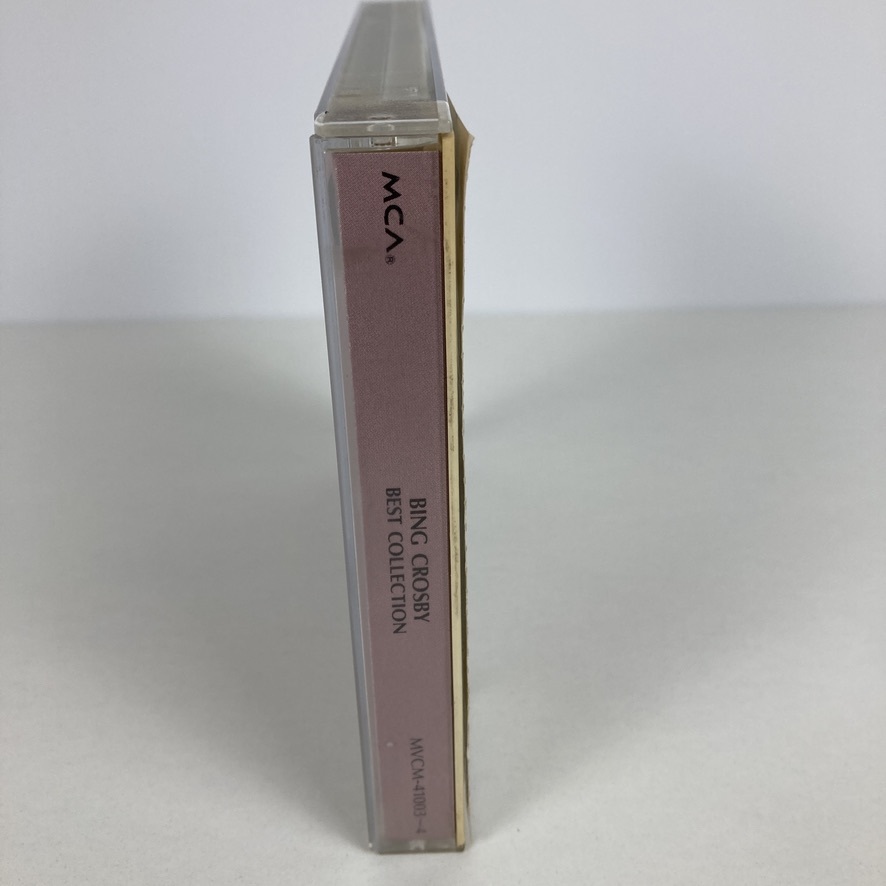 MCA®
BING CROSBY
BEST COLLECTION
MVCM-41003~4